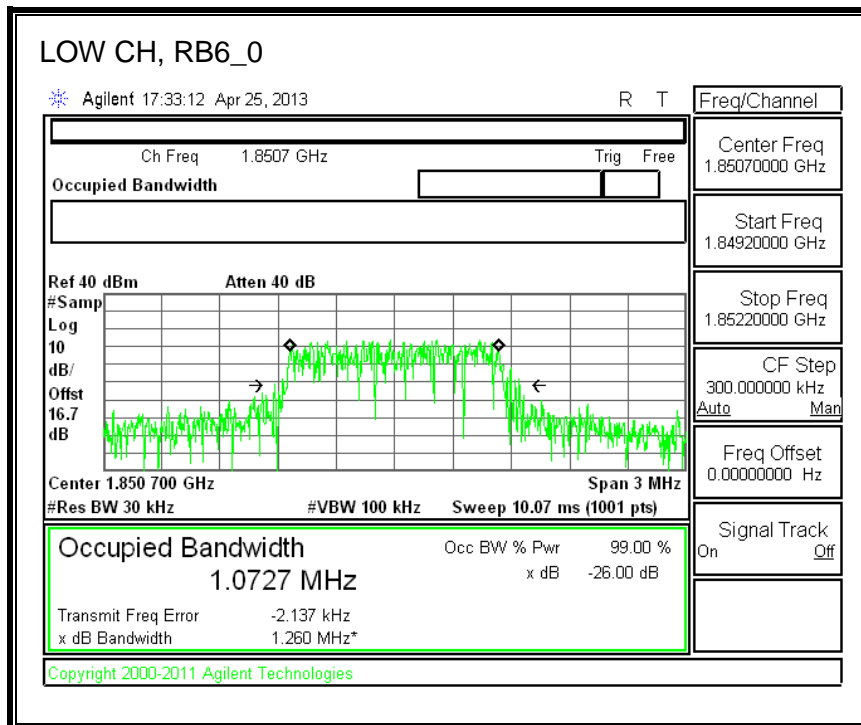 LOW CH, RB6_0
Agilent 17:33:12 Apr 25, 2013 R T
Freq/Channel
Ch Freq 1.8507 GHz Trig Free
Occupied Bandwidth
Center Freq
1.85070000 GHz
Start Freq
1.84920000 GHz
Stop Freq
1.85220000 GHz
CF Step
300.000000 kHz
Auto Man
Freq Offset
0.00000000 Hz
Signal Track
On Off
Ref 40 dBm Atten 40 dB
#Samp
Log
10
dB/
Offst
16.7
dB
Center 1.850 700 GHz Span 3 MHz
#Res BW 30 kHz #VBW 100 kHz Sweep 10.07 ms (1001 pts)
Occupied Bandwidth Occ BW % Pwr 99.00 %
1.0727 MHz x dB -26.00 dB
Transmit Freq Error -2.137 kHz
x dB Bandwidth 1.260 MHz*
Copyright 2000-2011 Agilent Technologies